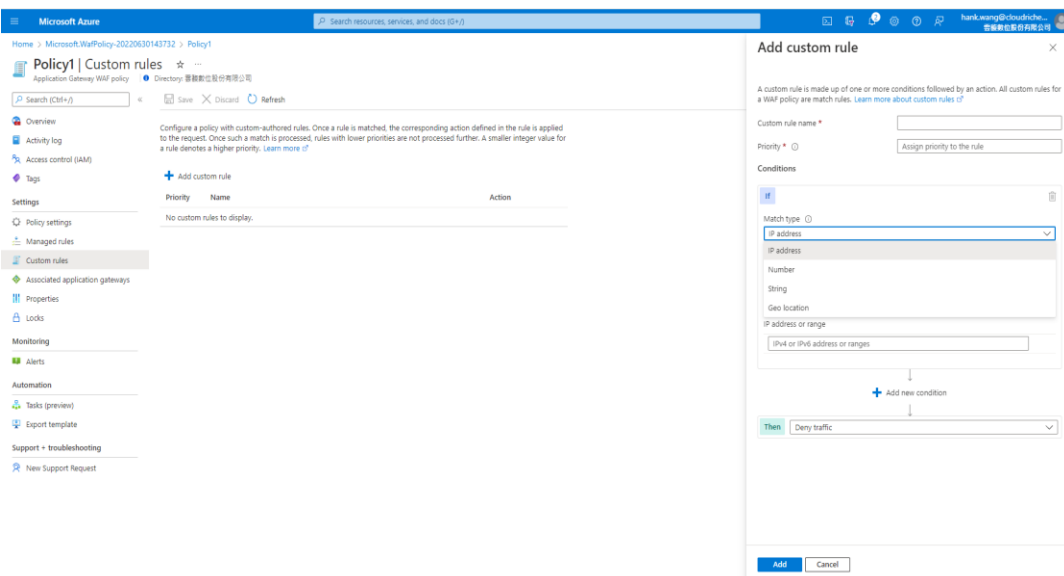 Microsoft Azure
Search resources, services, and docs (G+/)
2
hank.wang@cloudriche...
雲馥數位股份有限公司
Home > Microsoft.WafPolicy-20220630143732 > Policy1
Policy1 | Custom rules ☆ ...
Application Gateway WAF policy
Directory: 雲馥數位股份有限公司
Search (Ctrl+/) «
Save Discard Refresh
Overview
Activity log
Access control (IAM)
Tags
Settings
Policy settings
Managed rules
Custom rules
Associated application gateways
Properties
Locks
Monitoring
Alerts
Automation
Tasks (preview)
Export template
Support + troubleshooting
New Support Request
Configure a policy with custom-authored rules. Once a rule is matched, the corresponding action defined in the rule is applied
to the request. Once such a match is processed, rules with lower priorities are not processed further. A smaller integer value for
a rule denotes a higher priority. Learn more
Add custom rule
Priority Name Action
No custom rules to display.
Add custom rule
A custom rule is made up of one or more conditions followed by an action. All custom rules for
a WAF policy are match rules. Learn more about custom rules
Custom rule name *
Priority * Assign priority to the rule
Conditions
If
Match type
IP address
IP address
Number
String
Geo location
IP address or range
IPv4 or IPv6 address or ranges
Add new condition
Then Deny traffic
Add Cancel